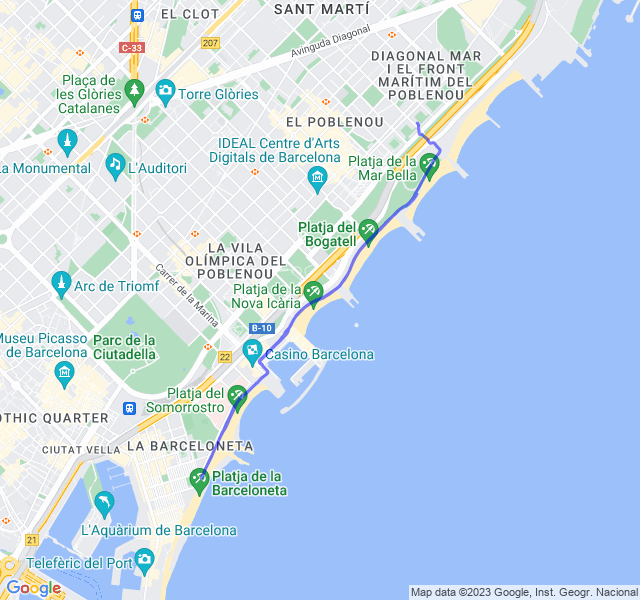 EL CLOT
SANT MARTÍ
C-33
207
Avinguda Diagonal
DIAGONAL MAR
I EL FRONT
MARÍTIM DEL
POBLENOU
Plaça de
les Glòries
Catalanes
Torre Glòries
EL POBLENOU
IDEAL Centre d'Arts
Digitals de Barcelona
La Monumental
L'Auditori
Platja de la
Mar Bella
Platja del
Bogatell
LA VILA
OLÍMPICA DEL
POBLENOU
Carrer de la Marina
Arc de Triomf
Platja de la
Nova Icària
B-10
Museu Picasso
de Barcelona
Parc de la
Ciutadella
22
Casino Barcelona
Platja del
Somorrostro
OTHIC QUARTER
CIUTAT VELLA
LA BARCELONETA
Platja de la
Barceloneta
L'Aquàrium de Barcelona
21
Telefèric del Port
Google
Map data ©2023 Google, Inst. Geogr. Nacional